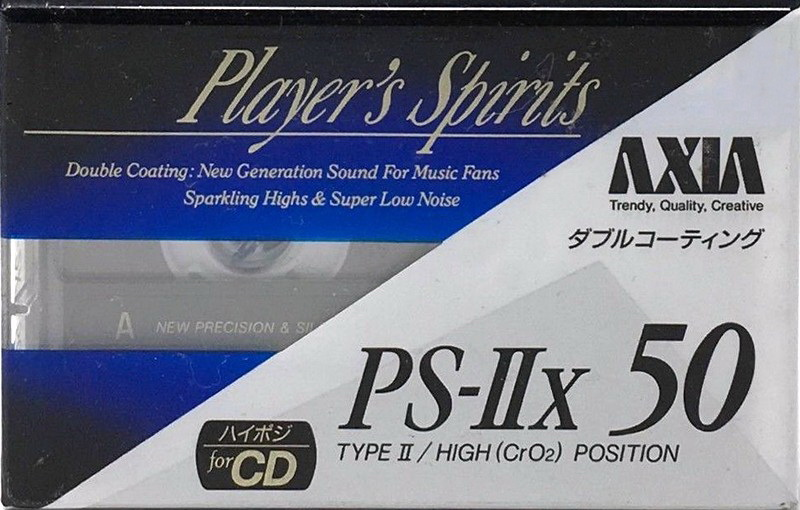 Player's Spirits
Double Coating: New Generation Sound For Music Fans
Sparkling Highs & Super Low Noise
AXIA
Trendy, Quality, Creative
ダブルコーティング
A NEW PRECISION &
PS-IIx 50
TYPE II / HIGH (CrO₂) POSITION
ハイポジ
for CD